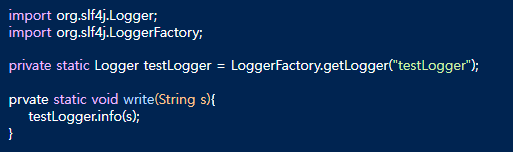 import org.slf4j.Logger;
import org.slf4j.LoggerFactory;
private static Logger testLogger = LoggerFactory.getLogger("testLogger");
prvate static void write(String s){
testLogger.info(s);
}